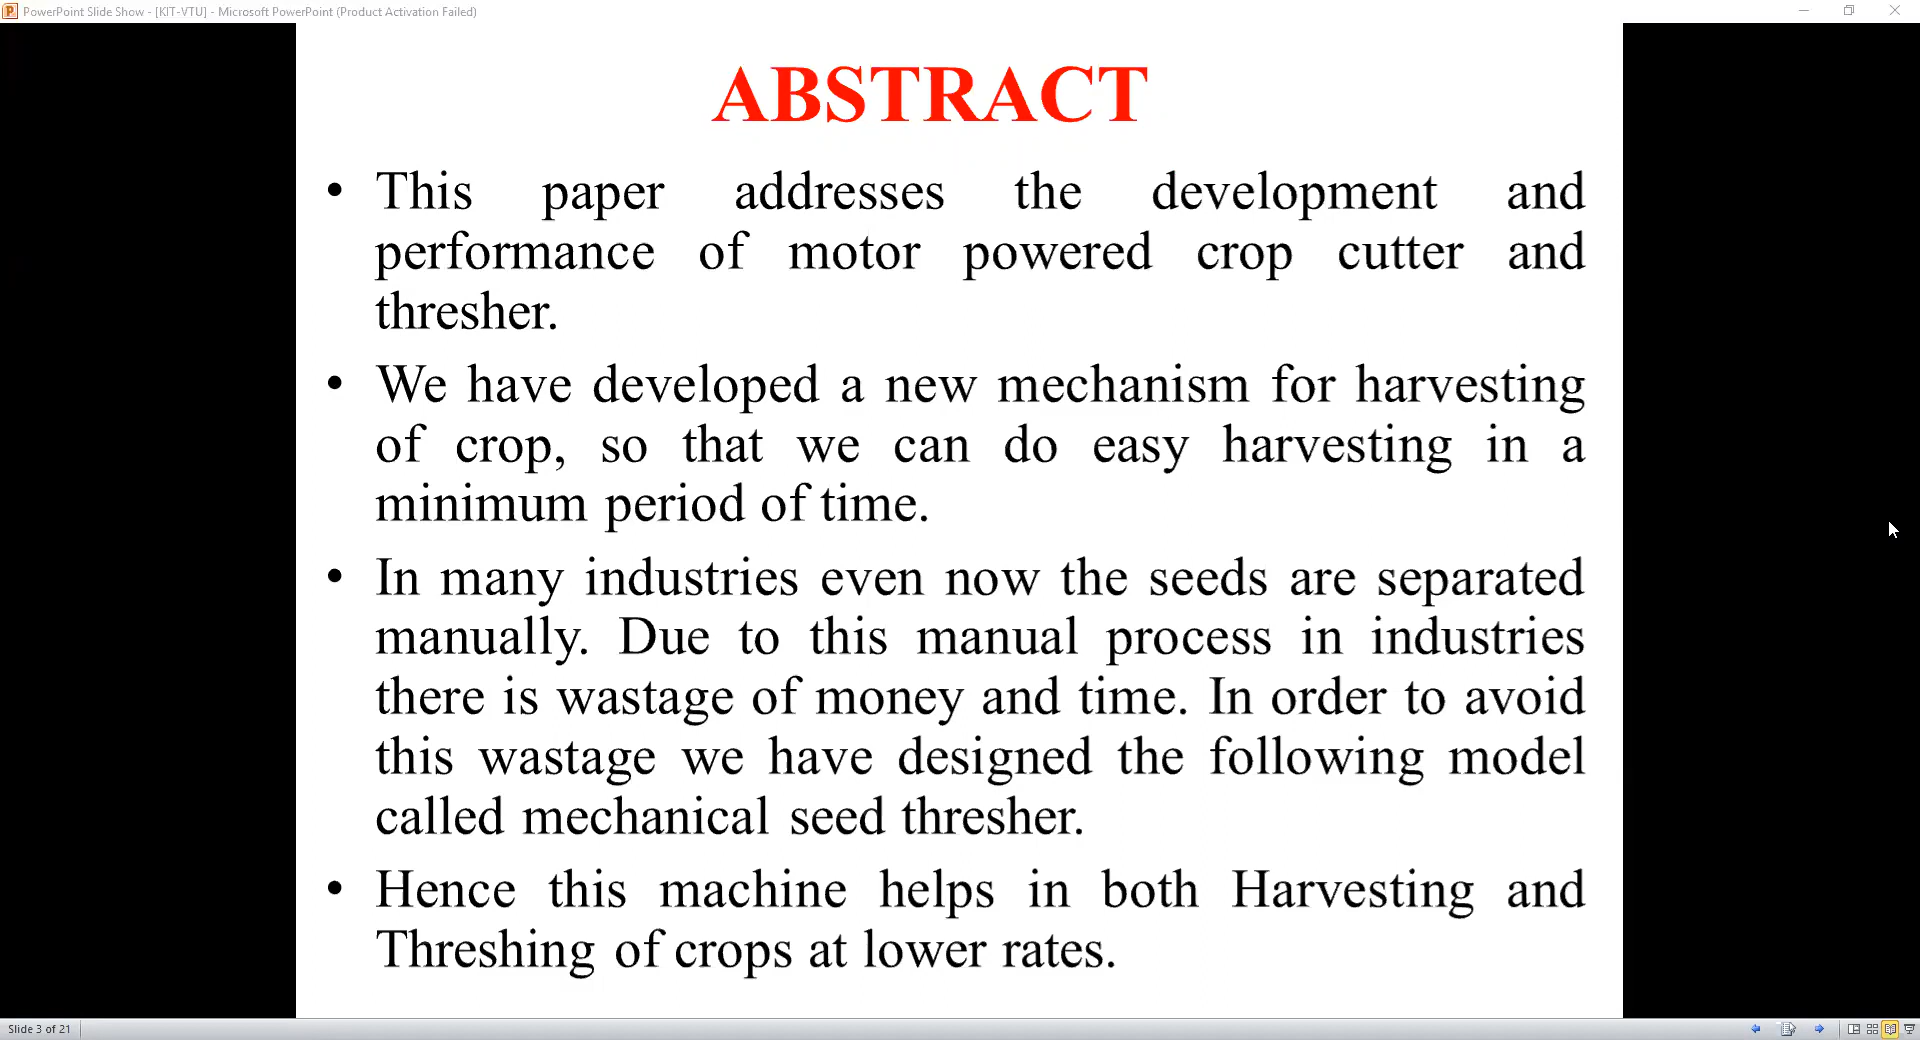 PowerPoint Slide Show - [KIT-VTU] - Microsoft PowerPoint (Product Activation Failed)
ABSTRACT
• This paper addresses the development and
performance of motor powered crop cutter and
thresher.
• We have developed a new mechanism for harvesting
of crop, so that we can do easy harvesting in a
minimum period of time.
• In many industries even now the seeds are separated
manually. Due to this manual process in industries
there is wastage of money and time. In order to avoid
this wastage we have designed the following model
called mechanical seed thresher.
• Hence this machine helps in both Harvesting and
Threshing of crops at lower rates.
Slide 3 of 21